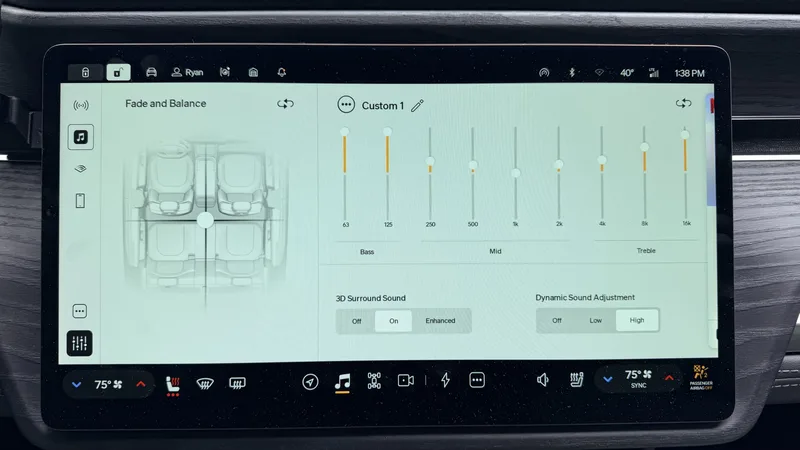 Ryan
40°
LTE
1:38 PM
Fade and Balance
Custom 1
63 125 250 500 1k 2k 4k 8k 16k
Bass Mid Treble
3D Surround Sound
Off On Enhanced
Dynamic Sound Adjustment
Off Low High
75°
75°
SYNC
PASSENGER
AIRBAG OFF